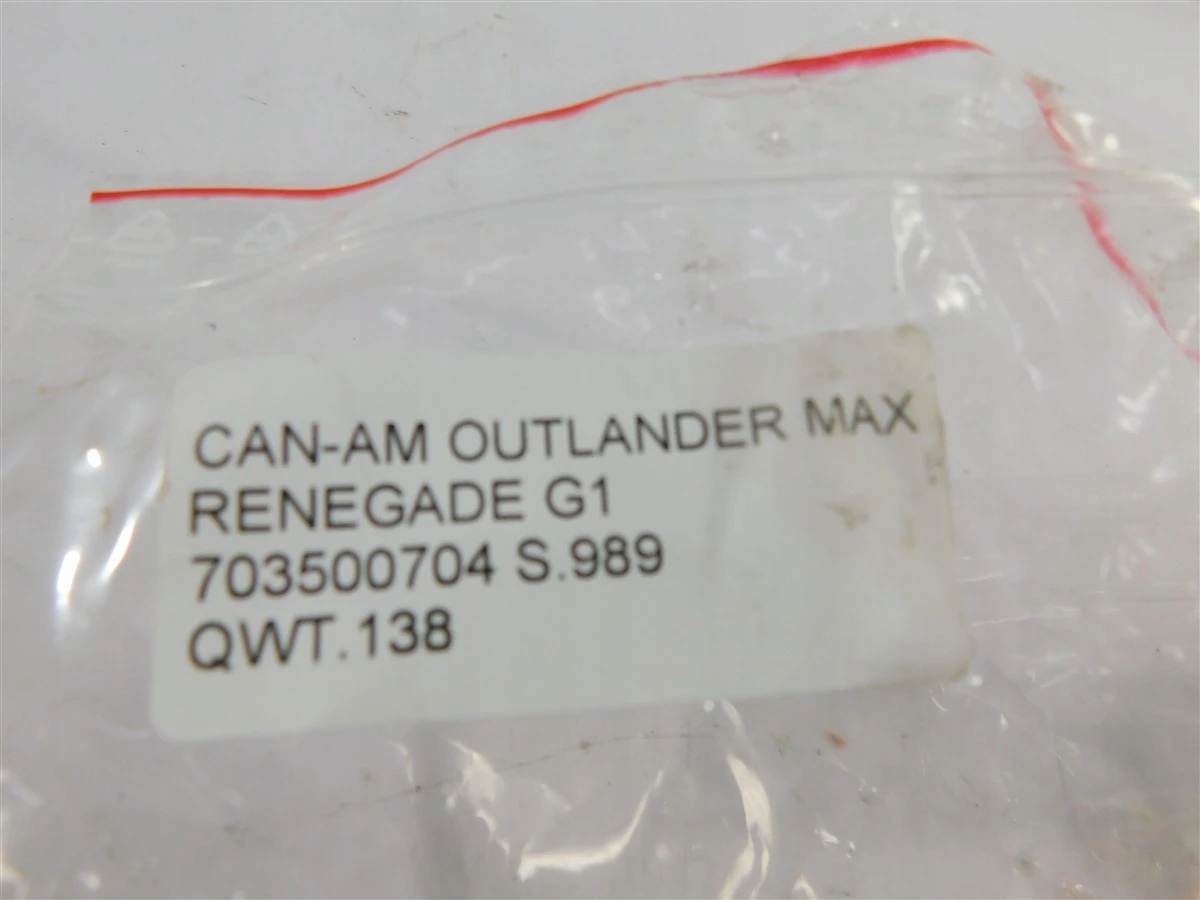 CAN-AM OUTLANDER MAX
RENEGADE G1
703500704 S.989
QWT.138